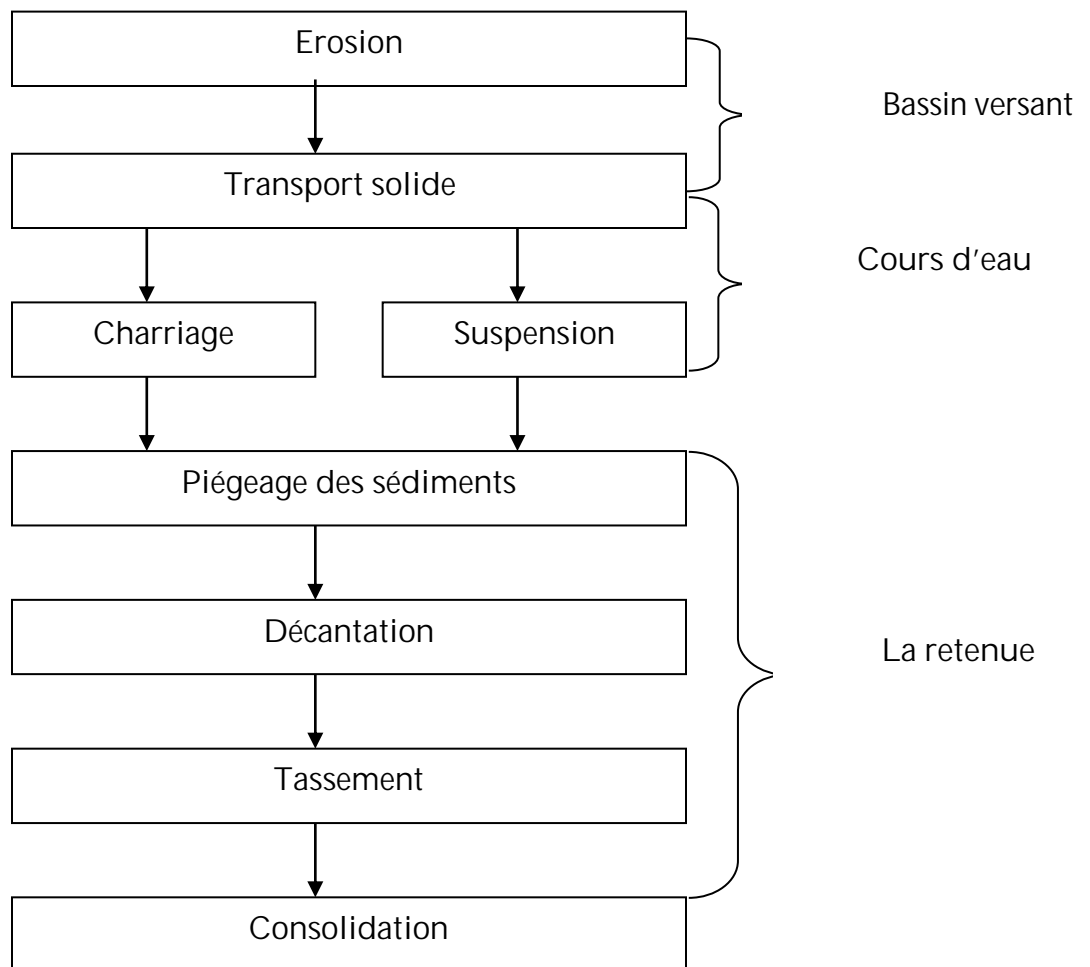 Erosion
Bassin versant
Transport solide
Cours d'eau
Charriage
Suspension
Piégeage des sédiments
Décantation
La retenue
Tassement
Consolidation